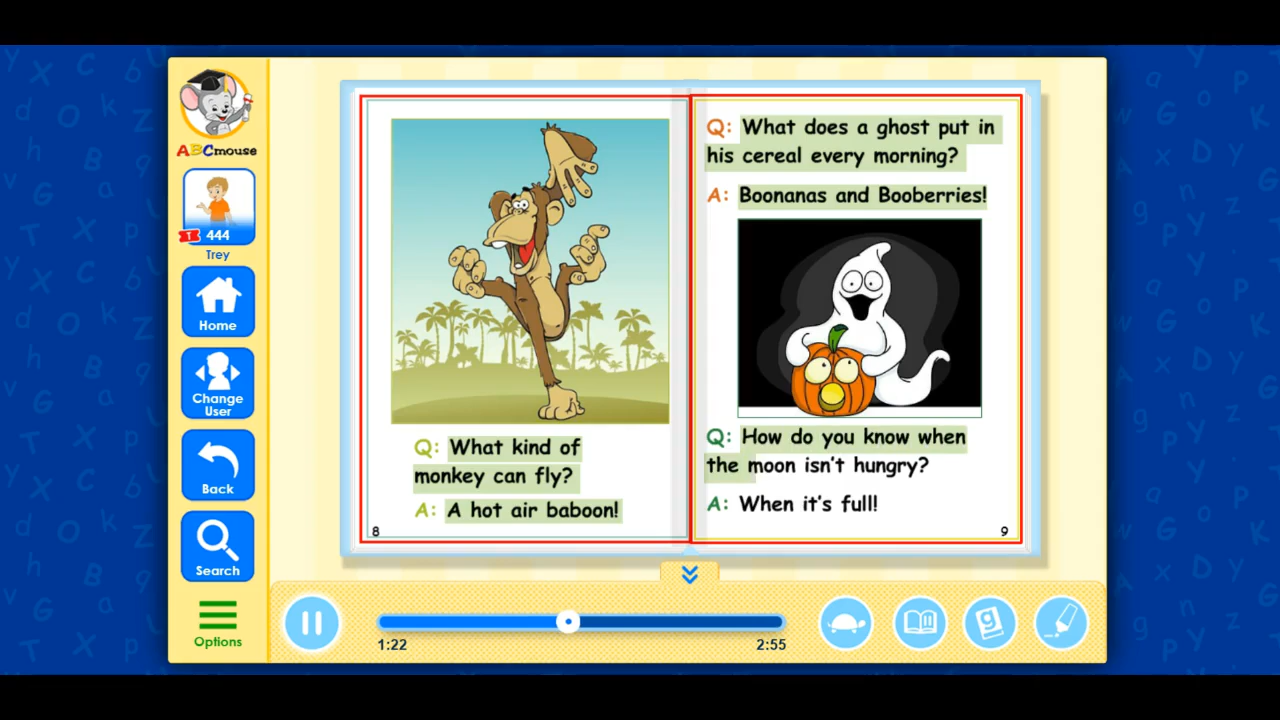 ABCmouse
T 444
Trey
Home
Change
User
Back
Search
Options
Q: What kind of
monkey can fly?
A: A hot air baboon!
8
Q: What does a ghost put in
his cereal every morning?
A: Boonanas and Booberries!
Q: How do you know when
the moon isn't hungry?
A: When it's full!
9
1:22
2:55
g